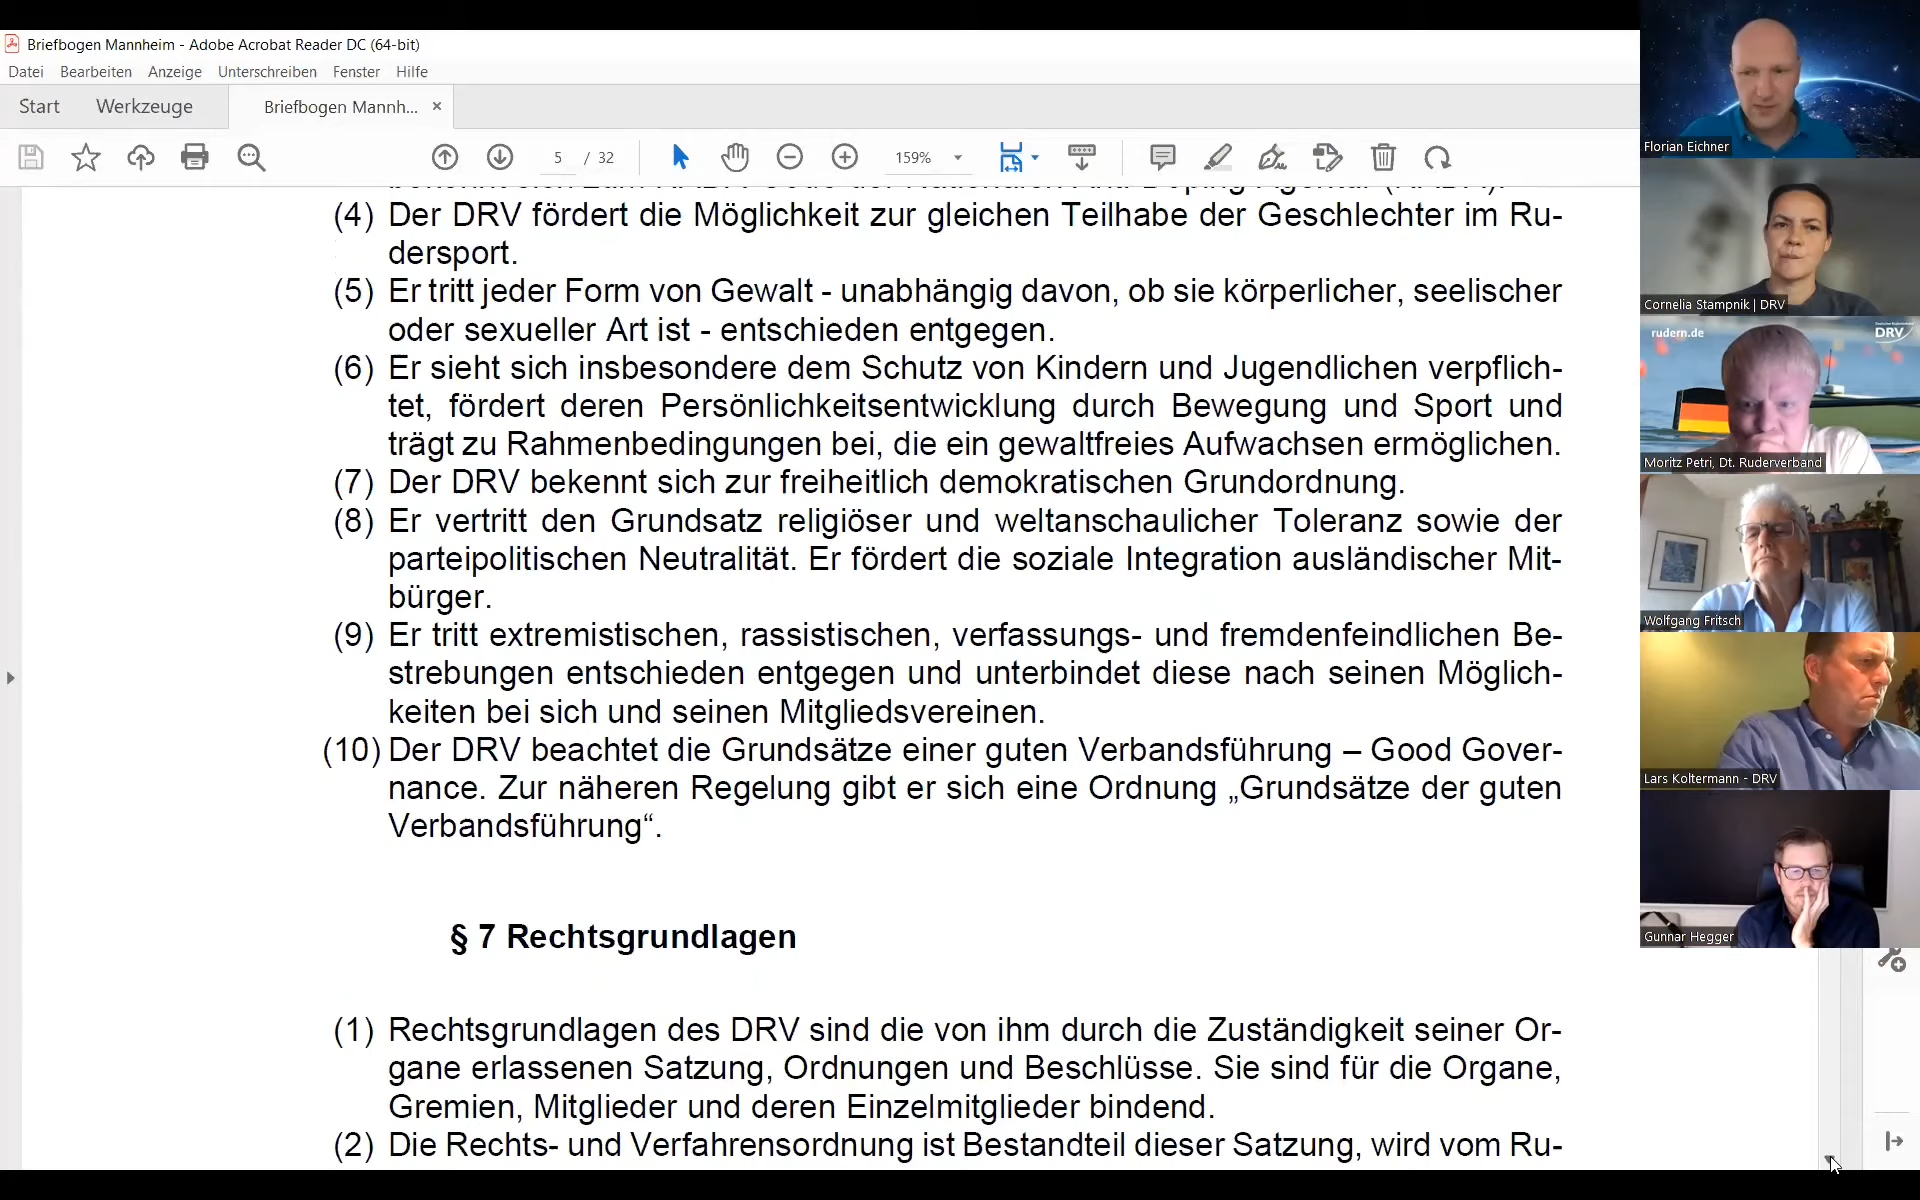 Briefbogen Mannheim - Adobe Acrobat Reader DC (64-bit)
Datei Bearbeiten Anzeige Unterschreiben Fenster Hilfe
Start Werkzeuge Briefbogen Mannh... ×
5 / 32 159%
bekennt sich zum NADA-Code der Nationalen Anti-Doping-Agentur (NADA).
(4) Der DRV fördert die Möglichkeit zur gleichen Teilhabe der Geschlechter im Ru-
dersport.
(5) Er tritt jeder Form von Gewalt - unabhängig davon, ob sie körperlicher, seelischer
oder sexueller Art ist - entschieden entgegen.
(6) Er sieht sich insbesondere dem Schutz von Kindern und Jugendlichen verpflich-
tet, fördert deren Persönlichkeitsentwicklung durch Bewegung und Sport und
trägt zu Rahmenbedingungen bei, die ein gewaltfreies Aufwachsen ermöglichen.
(7) Der DRV bekennt sich zur freiheitlich demokratischen Grundordnung.
(8) Er vertritt den Grundsatz religiöser und weltanschaulicher Toleranz sowie der
parteipolitischen Neutralität. Er fördert die soziale Integration ausländischer Mit-
bürger.
(9) Er tritt extremistischen, rassistischen, verfassungs- und fremdenfeindlichen Be-
strebungen entschieden entgegen und unterbindet diese nach seinen Möglich-
keiten bei sich und seinen Mitgliedsvereinen.
(10) Der DRV beachtet die Grundsätze einer guten Verbandsführung – Good Gover-
nance. Zur näheren Regelung gibt er sich eine Ordnung „Grundsätze der guten
Verbandsführung“.
§ 7 Rechtsgrundlagen
(1) Rechtsgrundlagen des DRV sind die von ihm durch die Zuständigkeit seiner Or-
gane erlassenen Satzung, Ordnungen und Beschlüsse. Sie sind für die Organe,
Gremien, Mitglieder und deren Einzelmitglieder bindend.
(2) Die Rechts- und Verfahrensordnung ist Bestandteil dieser Satzung, wird vom Ru-
Florian Eichner
Cornelia Stampnik | DRV
rudern.de
DRV
Moritz Petri, Dt. Ruderverband
Wolfgang Fritsch
Lars Koltermann - DRV
Gunnar Hegger